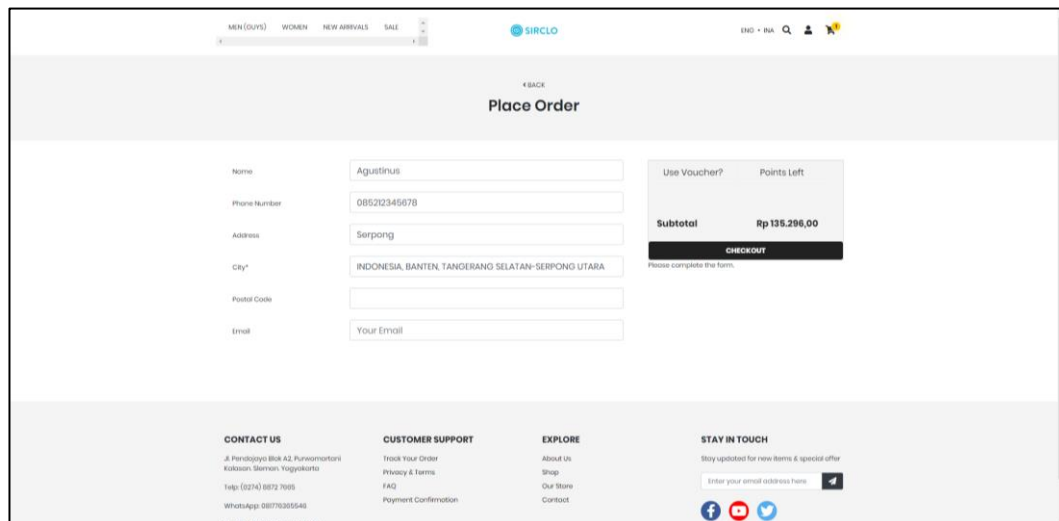 MEN (GUYS) WOMEN NEW ARRIVALS SALE
SIRCLO
ENG • INA
1
BACK
Place Order
Name Agustinus
Phone Number 085212345678
Address Serpong
City* INDONESIA, BANTEN, TANGERANG SELATAN-SERPONG UTARA
Postal Code
Email Your Email
Use Voucher? Points Left
Subtotal Rp 135.296,00
CHECKOUT
Please complete the form.
CONTACT US
Jl. Pendojoyo Blok A2, Purwomartani
Kalasan. Sleman. Yogyakarta
Telp: (0274) 8872 7665
WhatsApp: 081770365546
CUSTOMER SUPPORT
Track Your Order
Privacy & Terms
FAQ
Payment Confirmation
EXPLORE
About Us
Shop
Our Store
Contact
STAY IN TOUCH
Stay updated for new items & special offer
Enter your email address here